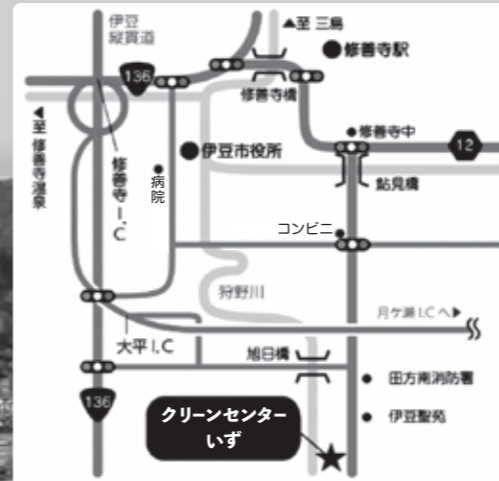 伊豆
縦貫道
▲至 三島
修善寺駅
136
修善寺橋
◀至 修善寺温泉
修善寺I.C
病院
伊豆市役所
修善寺中
12
鮎見橋
コンビニ
狩野川
月ケ瀬I.Cへ▶
大平I.C
旭日橋
田方南消防署
136
伊豆聖苑
クリーンセンター
いず